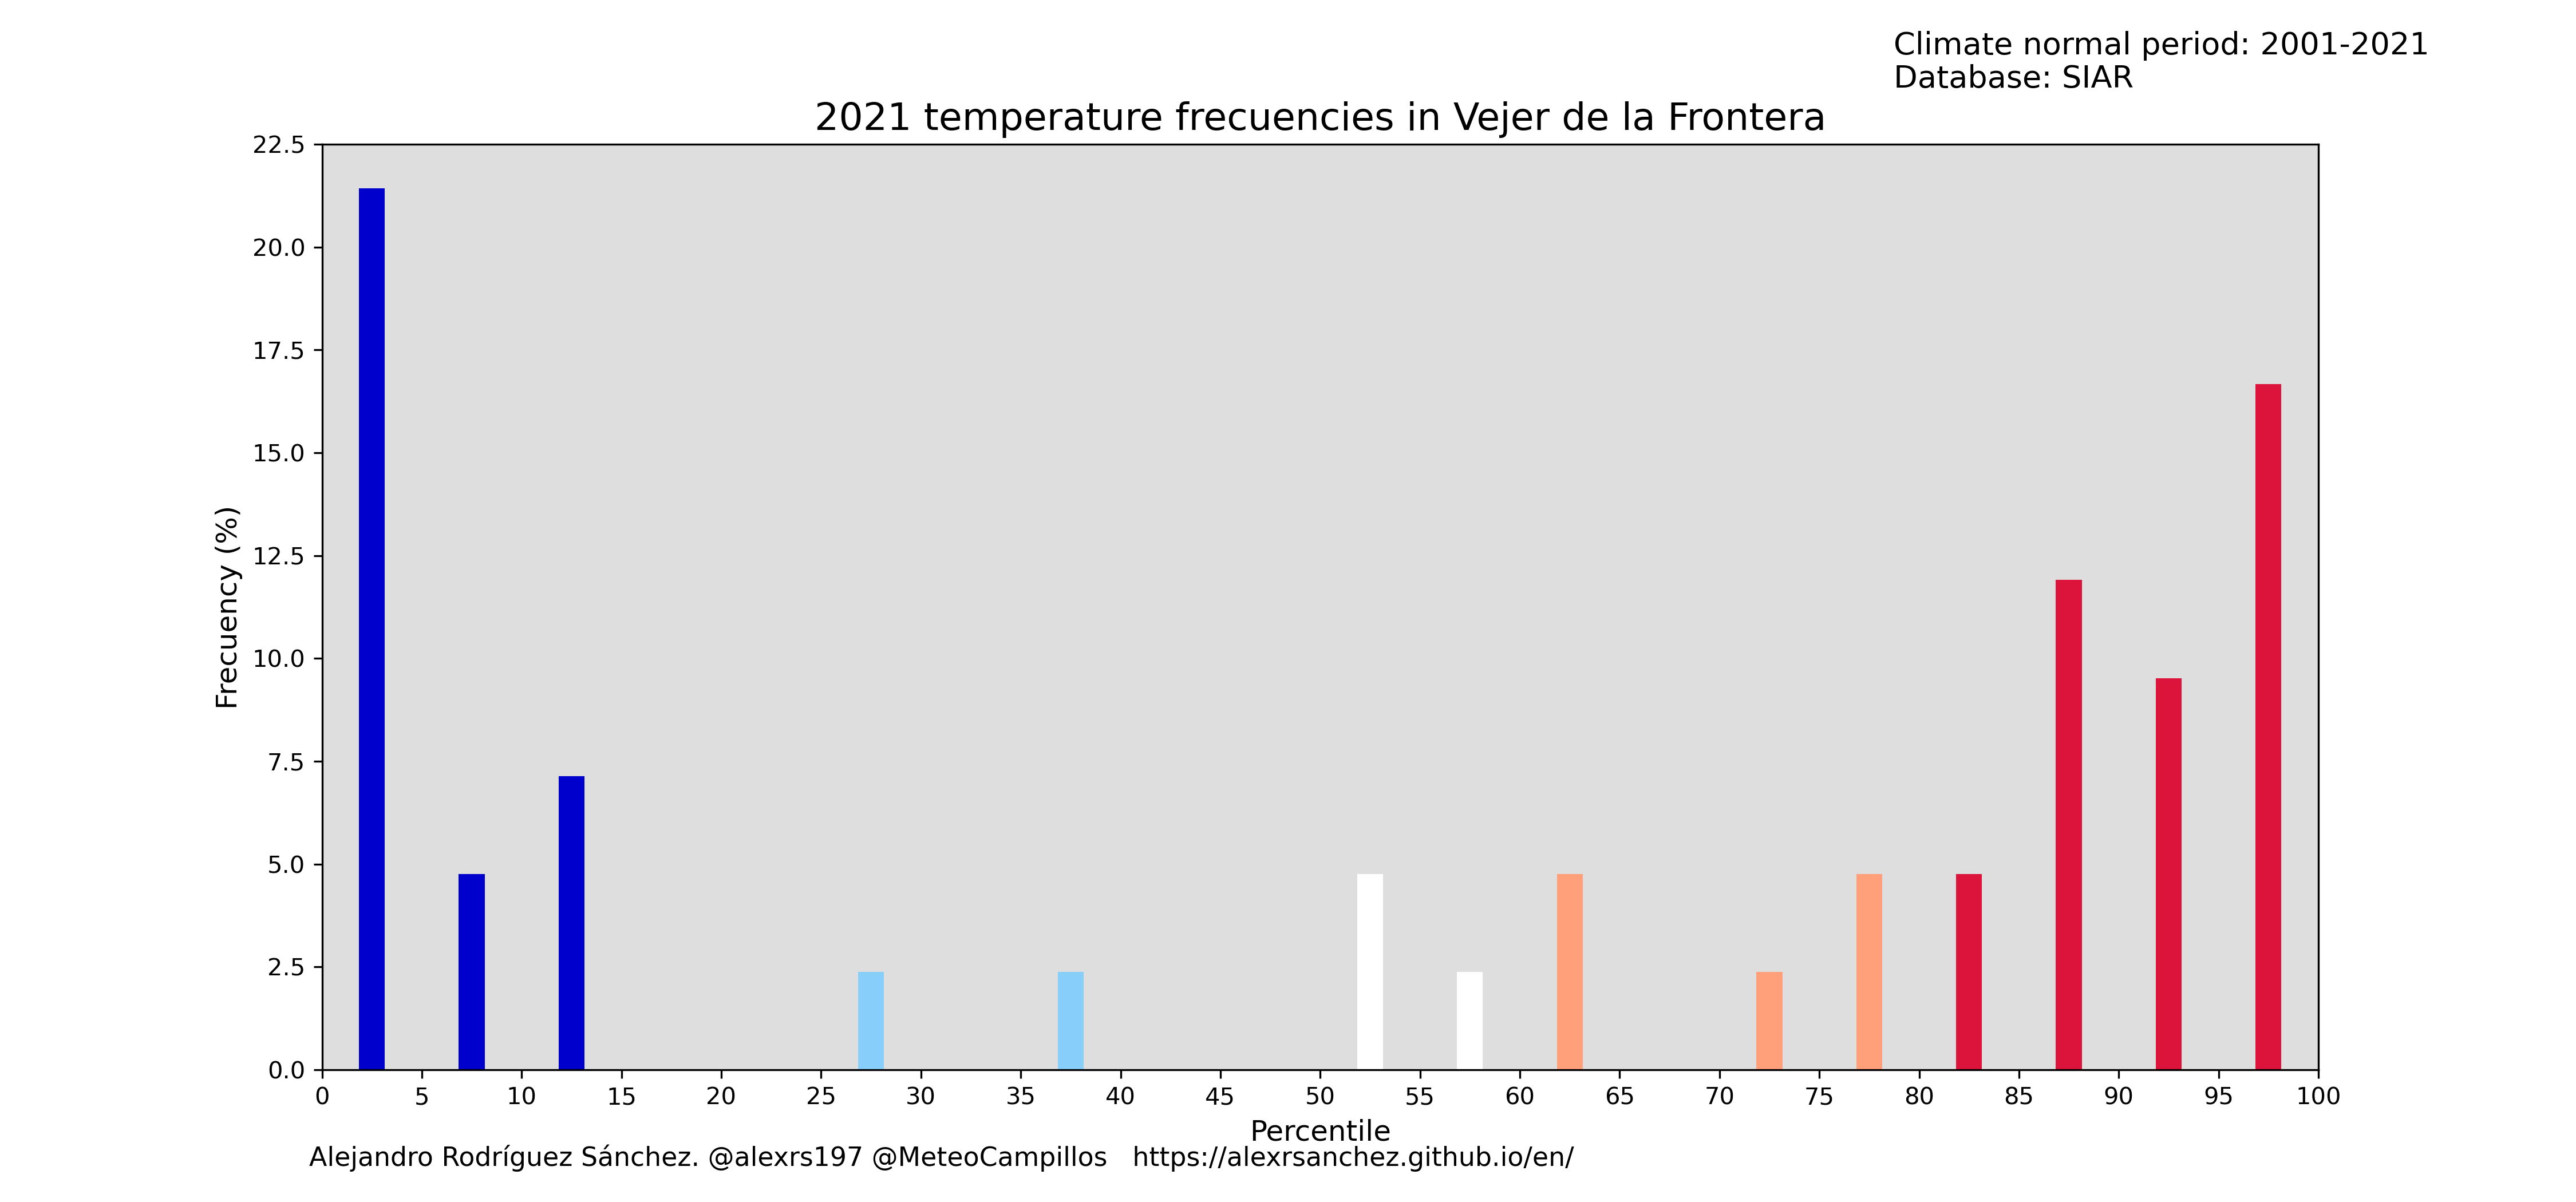 Climate normal period: 2001-2021
Database: SIAR
2021 temperature frecuencies in Vejer de la Frontera
22.5
20.0
17.5
15.0
12.5
10.0
7.5
5.0
2.5
0.0
Frecuency (%)
0 5 10 15 20 25 30 35 40 45 50 55 60 65 70 75 80 85 90 95 100
Percentile
Alejandro Rodríguez Sánchez. @alexrs197 @MeteoCampillos https://alexrsanchez.github.io/en/